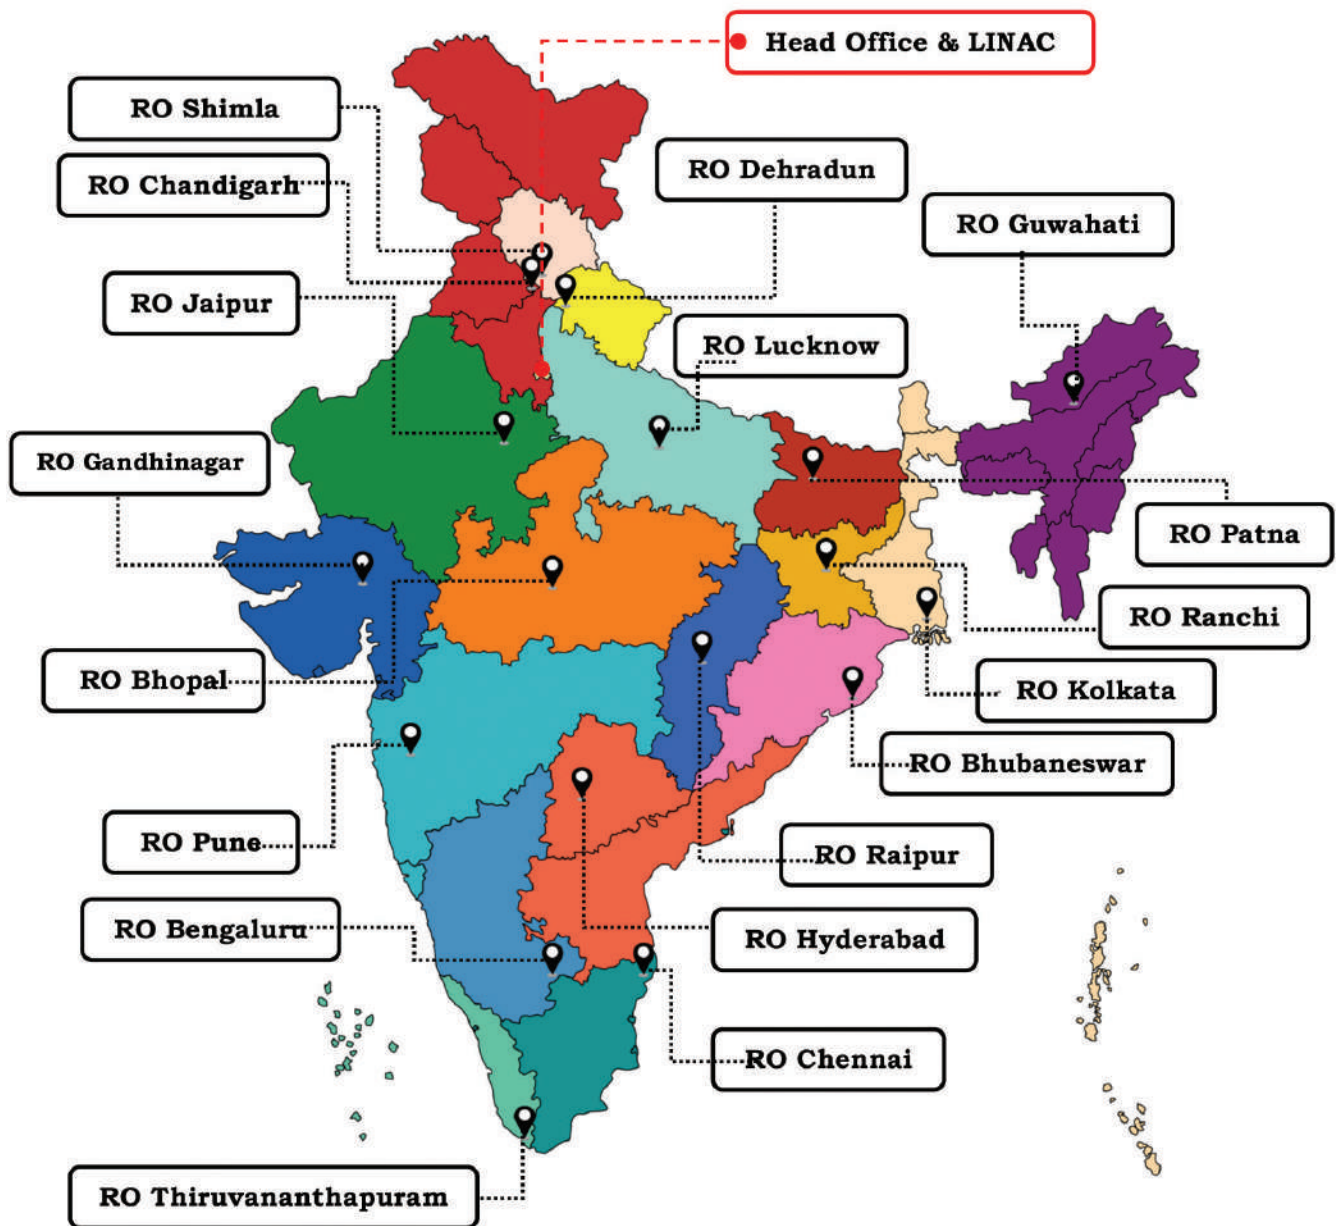 Head Office & LINAC
RO Shimla
RO Dehradun
RO Chandigarh
RO Guwahati
RO Jaipur
RO Lucknow
RO Gandhinagar
RO Patna
RO Ranchi
RO Bhopal
RO Kolkata
RO Bhubaneswar
RO Pune
RO Raipur
RO Bengaluru
RO Hyderabad
RO Chennai
RO Thiruvananthapuram